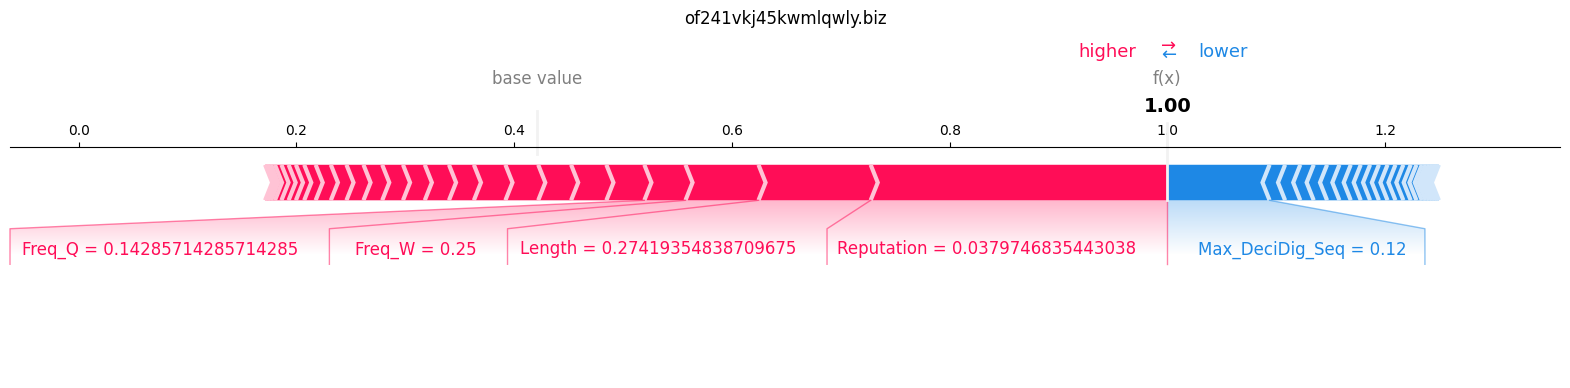 of241vkj45kwmlqwly.biz
higher ⇄ lower
base value f(x)
1.00
0.0 0.2 0.4 0.6 0.8 1.0 1.2
Freq_Q = 0.14285714285714285 Freq_W = 0.25 Length = 0.27419354838709675 Reputation = 0.0379746835443038 Max_DeciDig_Seq = 0.12